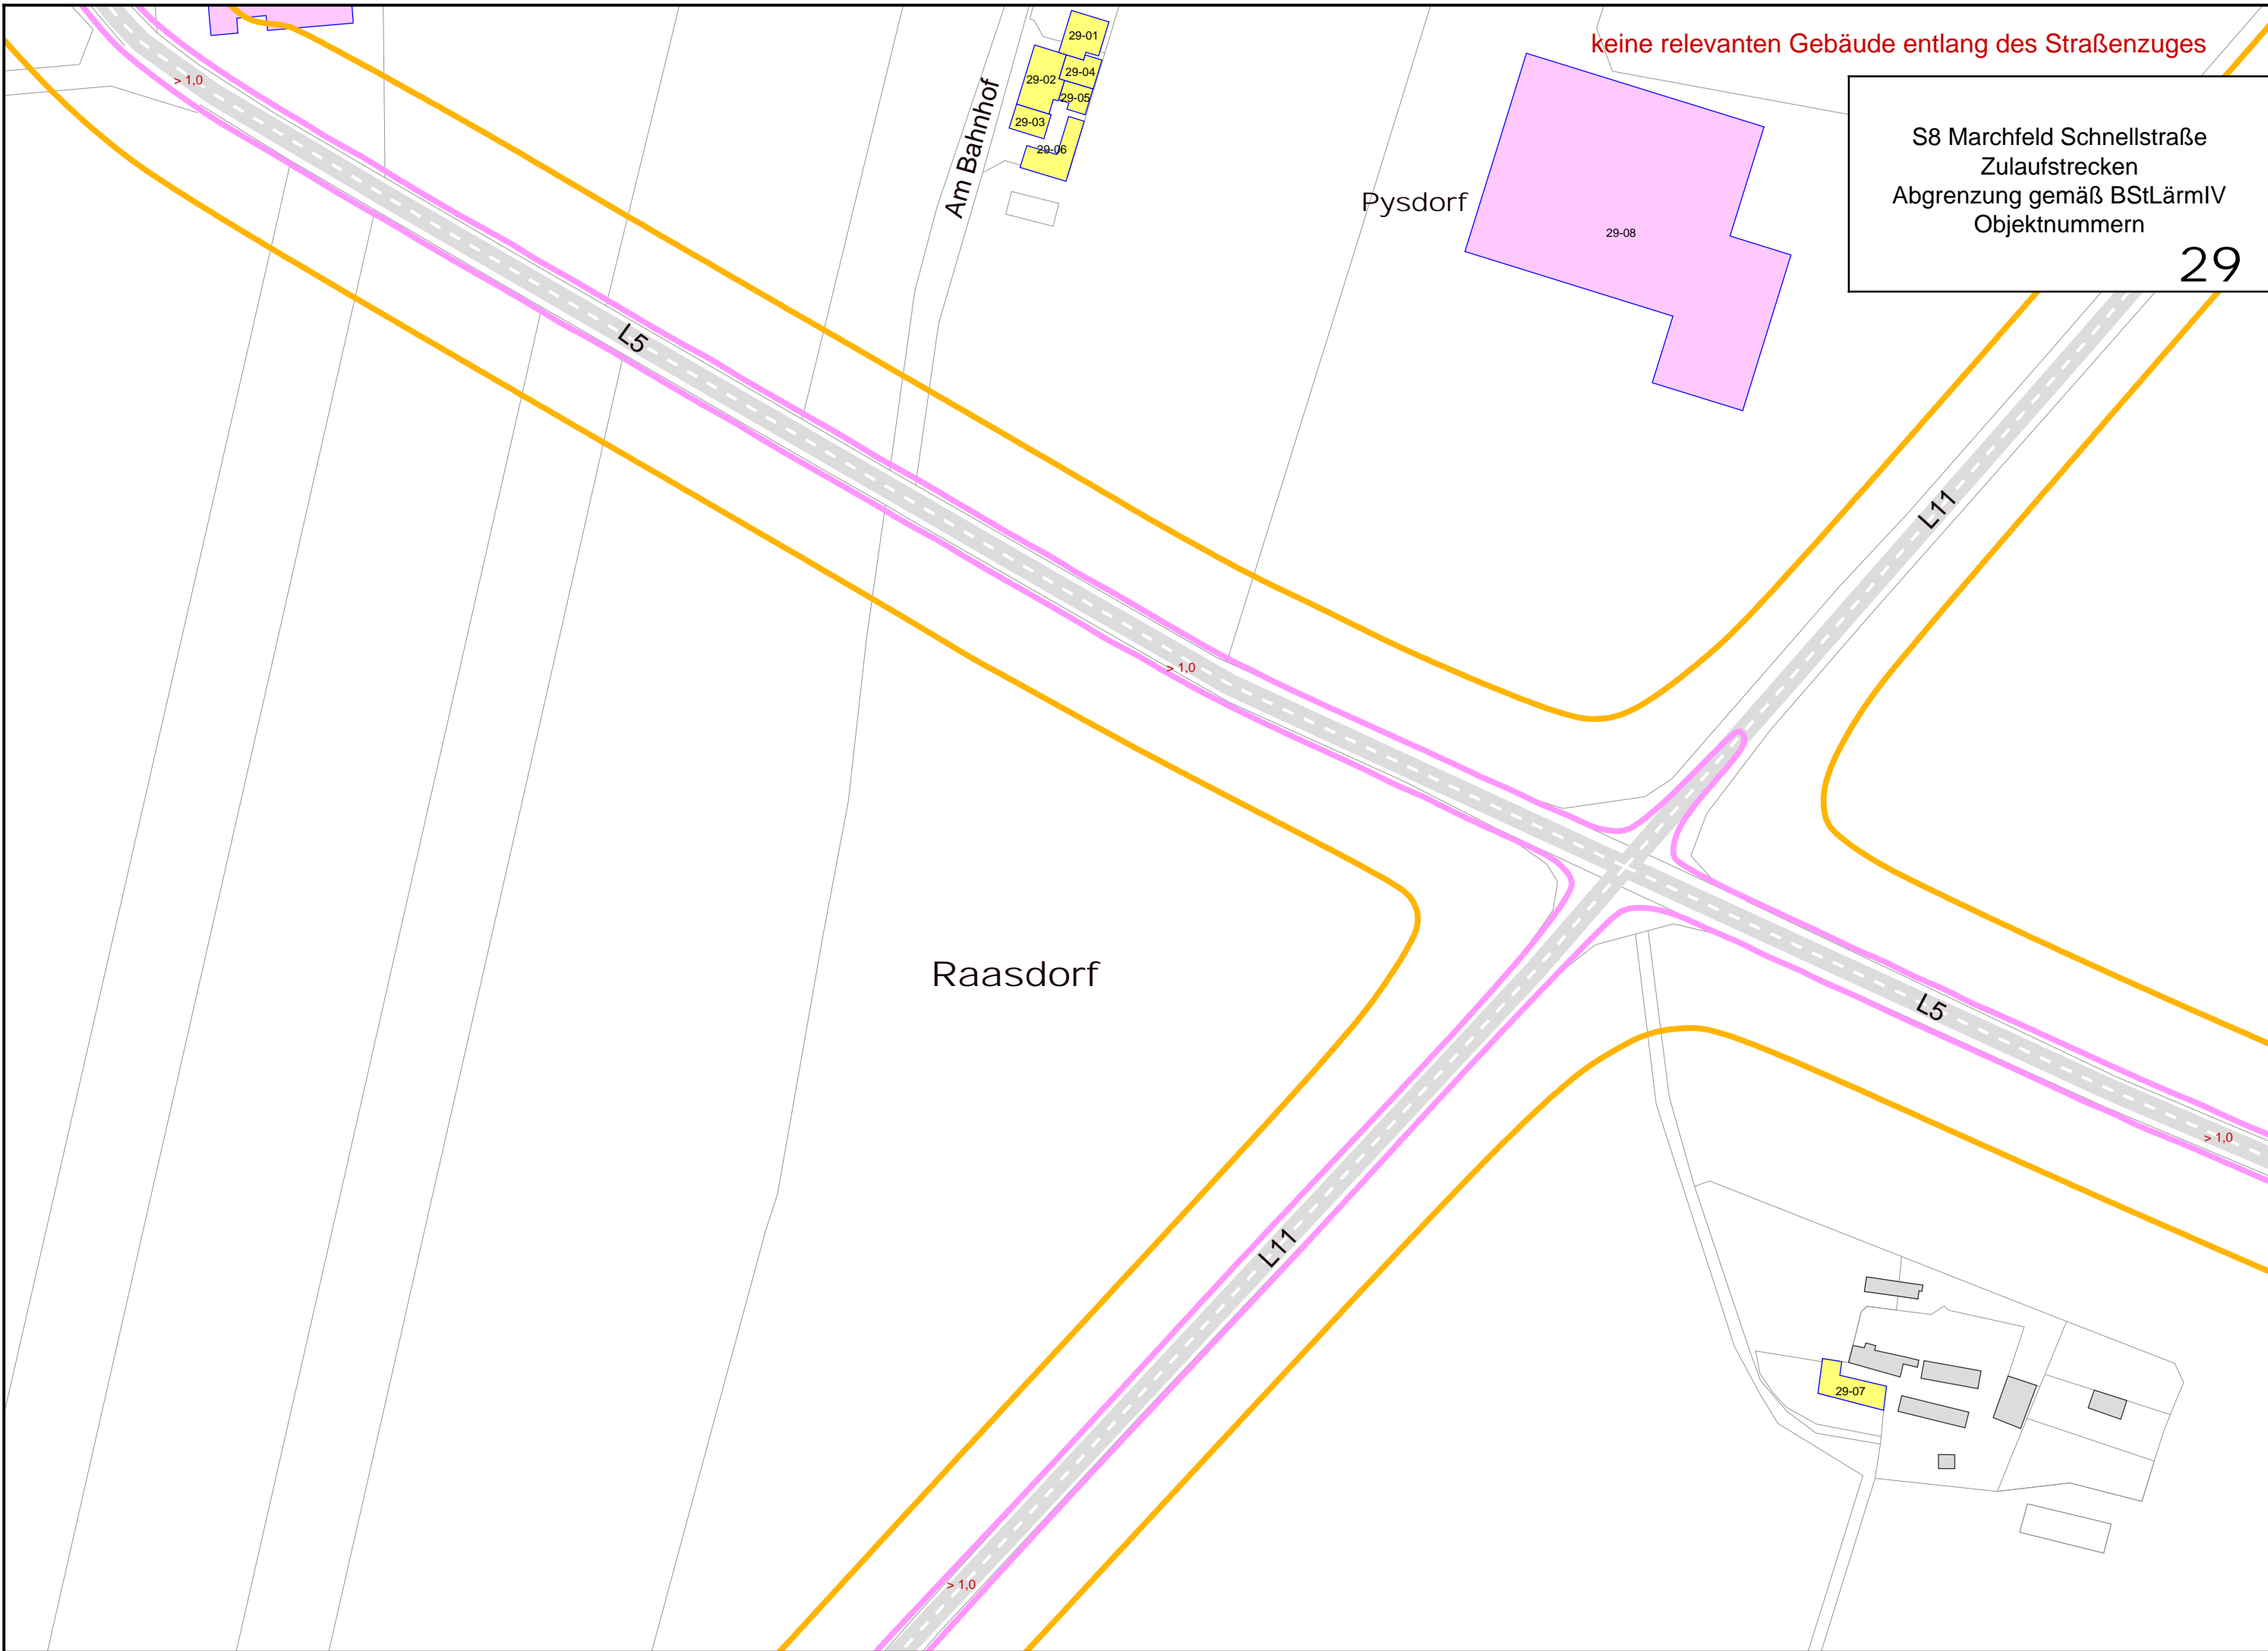 keine relevanten Gebäude entlang des Straßenzuges
S8 Marchfeld Schnellstraße
Zulaufstrecken
Abgrenzung gemäß BStLärmIV
Objektnummern
29
29-01
29-02
29-04
29-05
29-03
29-06
Am Bahnhof
> 1,0
Pysdorf
29-08
L5
L11
> 1,0
Raasdorf
L5
> 1,0
L11
29-07
> 1,0